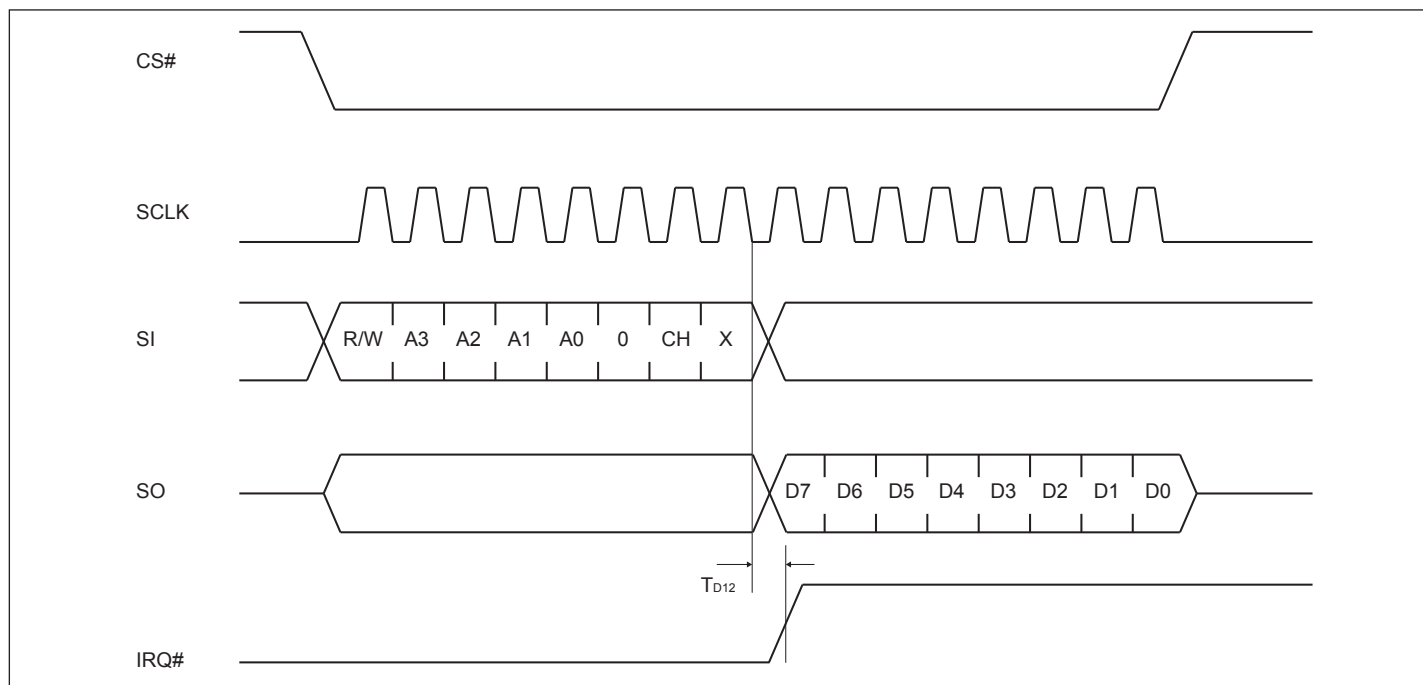 CS#
SCLK
SI
R/W A3 A2 A1 A0 0 CH X
SO
D7 D6 D5 D4 D3 D2 D1 D0
TD12
IRQ#